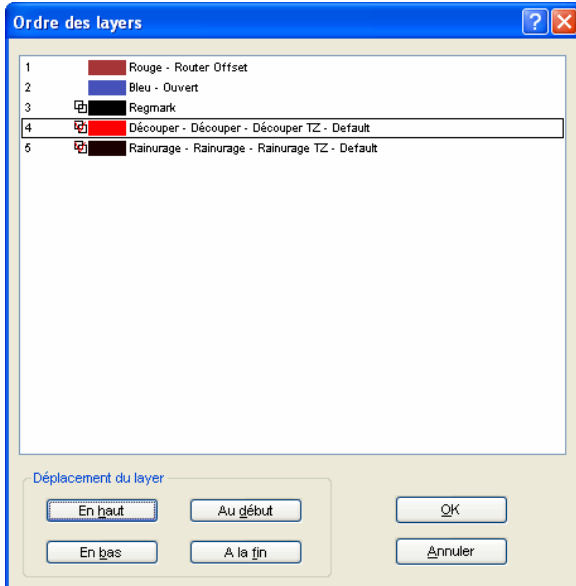 Ordre des layers
1 Rouge - Router Offset
2 Bleu - Ouvert
3 Regmark
4 Découper - Découper - Découper TZ - Default
5 Rainurage - Rainurage - Rainurage TZ - Default
Déplacement du layer
En haut
Au début
OK
En bas
A la fin
Annuler